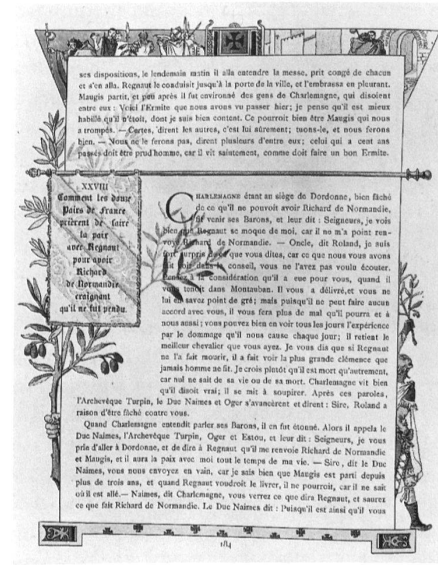 ses dispositions, le lendemain matin il alla entendre la messe, prit congé de chacun
et s'en alla. Regnaut le conduisit jusqu'à la porte de la ville, et l'embrassa en pleurant.
Maugis partit, et peu après il fut environné des gens de Charlemagne, qui disoient
entre eux : Voici l'Ermite que nous avons vu passer hier; je pense qu'il est mieux
habillé qu'il n'étoit, dont je suis bien content. Ce pourroit bien être Maugis qui nous
a trompés. — Certes, dirent les autres, c'est lui sûrement; tuons-le, et nous ferons
bien. — Nous ne le ferons pas, dirent plusieurs d'entre eux; celui qui a cent ans
passés doit être prud'homme, car il vit saintement, comme doit faire un bon Ermite.
XXVIII
Comment les douze
Pairs de France
prièrent de faire
la paix
avec Regnaut
pour avoir
Richard
de Normandie
craignant
qu'il ne fut pendu.
CHARLEMAGNE étant au siège de Dordonne, bien fâché
de ce qu'il ne pouvoit avoir Richard de Normandie,
fit venir ses Barons, et leur dit : Seigneurs, je vois
bien que Regnaut se moque de moi, car il ne m'a point ren-
voyé Richard de Normandie. — Oncle, dit Roland, je suis
fort surpris de ce que vous dites, car ce que nous vous avons
dit voir dans le conseil, vous ne l'avez pas voulu écouter.
à la considération qu'il a eue pour vous, quand il
vous tenoit dans Montauban. Il vous a délivré, et vous ne
lui en savez point de gré; mais puisqu'il ne peut faire aucun
accord avec vous, il vous fera plus de mal qu'il pourra et à
nous aussi; vous pouvez bien en voir tous les jours l'expérience
par le dommage qu'il nous cause chaque jour; Il retient le
meilleur chevalier que vous ayez. Je vous dis que si Regnaut
ne l'a fait mourir, il a fait voir la plus grande clémence que
jamais homme ne fit. Je crois plutôt qu'il est mort qu'autrement,
car nul ne sait de sa vie ou de sa mort. Charlemagne vit bien
qu'il disoit vrai; il se mit à soupirer. Après ces paroles,
l'Archevêque Turpin, le Duc Naimes et Oger s'avancèrent et dirent : Sire, Roland a
raison d'être fâché contre vous.
Quand Charlemagne entendit parler ses Barons, il en fut étonné. Alors il appela le
Duc Naimes, l'Archevêque Turpin, Oger et Estou, et leur dit : Seigneurs, je vous
prie d'aller à Dordonne, et de dire à Regnaut qu'il me renvoie Richard de Normandie
et Maugis, et il aura la paix avec moi tout le temps de ma vie. — Sire, dit le Duc
Naimes, vous nous envoyez en vain, car je sais bien que Maugis est parti depuis
plus de trois ans, et quand Regnaut voudroit le livrer, il ne pourroit, car il ne sait
où il est allé. — Naimes, dit Charlemagne, vous verrez ce que dira Regnaut, et saurez
ce que fait Richard de Normandie. Le Duc Naimes dit : Puisqu'il est ainsi qu'il vous
184